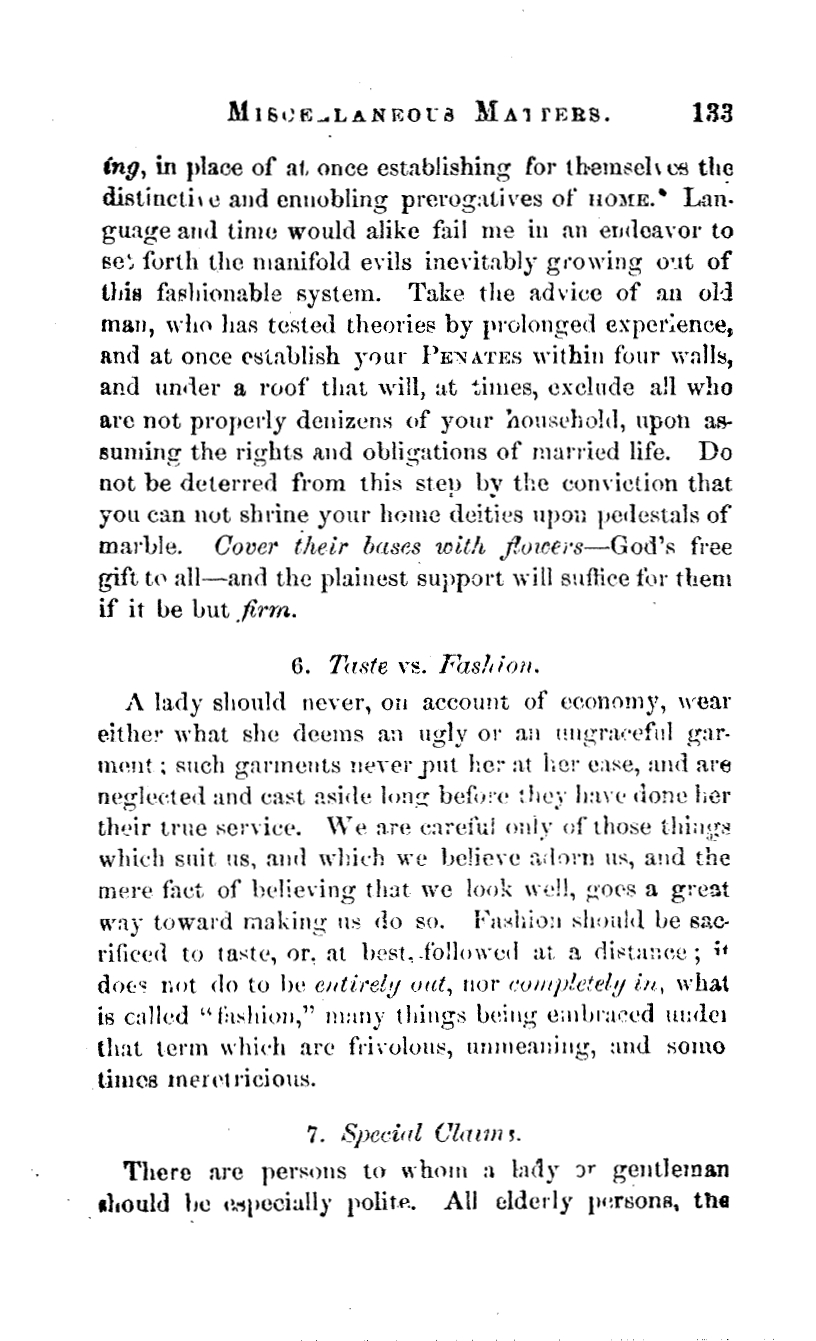 MISCELLANEOUS MATTERS. 133
ing, in place of at once establishing for themselves the
distinctive and ennobling prerogatives of HOME.* Lan-
guage and time would alike fail me in an endeavor to
set forth the manifold evils inevitably growing out of
this fashionable system. Take the advice of an old
man, who has tested theories by prolonged experience,
and at once establish your PENATES within four walls,
and under a roof that will, at times, exclude all who
are not properly denizens of your household, upon as-
suming the rights and obligations of married life. Do
not be deterred from this step by the conviction that
you can not shrine your home deities upon pedestals of
marble. Cover their bases with flowers—God's free
gift to all—and the plainest support will suffice for them
if it be but firm.
6. Taste vs. Fashion.
A lady should never, on account of economy, wear
either what she deems an ugly or an ungraceful gar-
ment; such garments never put her at her ease, and are
neglected and cast aside long before they have done her
their true service. We are careful only of those things
which suit us, and which we believe adorn us, and the
mere fact of believing that we look well, goes a great
way toward making us do so. Fashion should be sac-
rificed to taste, or, at best, followed at a distance; it
does not do to be entirely out, nor completely in, what
is called "fashion," many things being embraced under
that term which are frivolous, unmeaning, and some
times meretricious.
7. Special Claims.
There are persons to whom a lady or gentleman
should be especially polite. All elderly persons, the